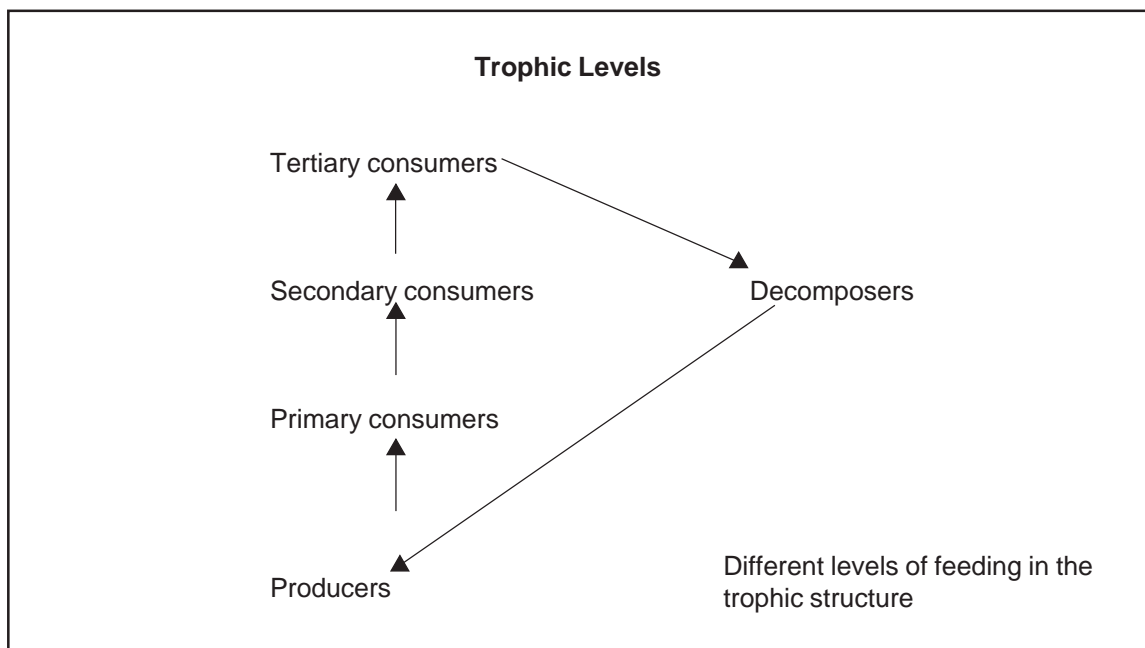 Trophic Levels
Tertiary consumers
Secondary consumers
Decomposers
Primary consumers
Producers
Different levels of feeding in the
trophic structure